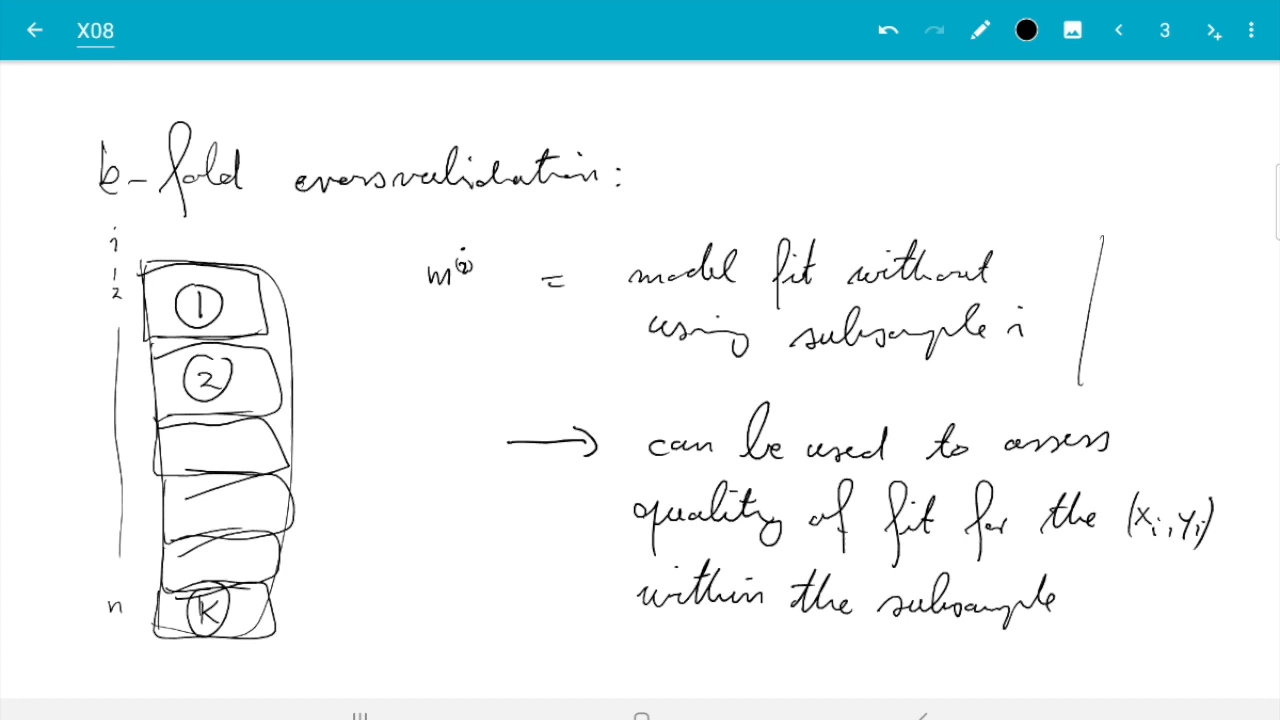 X08
3
k-fold crossvalidation:
i
1
2
n
1
2
K
m^(i) = model fit without
using subsample i
→ can be used to assess
quality of fit for the (x_i, y_i)
within the subsample